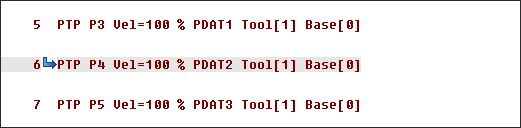 5 PTP P3 Vel=100 % PDAT1 Tool[1] Base[0]
6 PTP P4 Vel=100 % PDAT2 Tool[1] Base[0]
7 PTP P5 Vel=100 % PDAT3 Tool[1] Base[0]